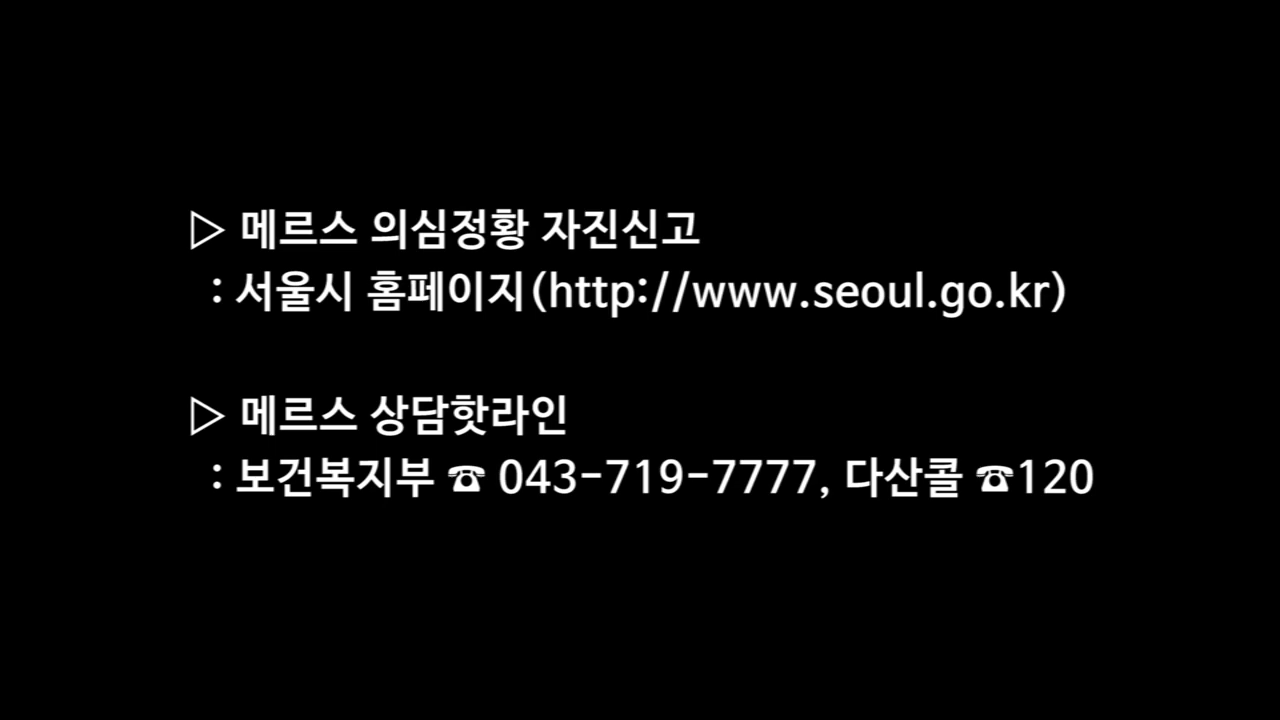 ▷ 메르스 의심정황 자진신고
: 서울시 홈페이지(http://www.seoul.go.kr)
▷ 메르스 상담핫라인
: 보건복지부 ☎ 043-719-7777, 다산콜 ☎120